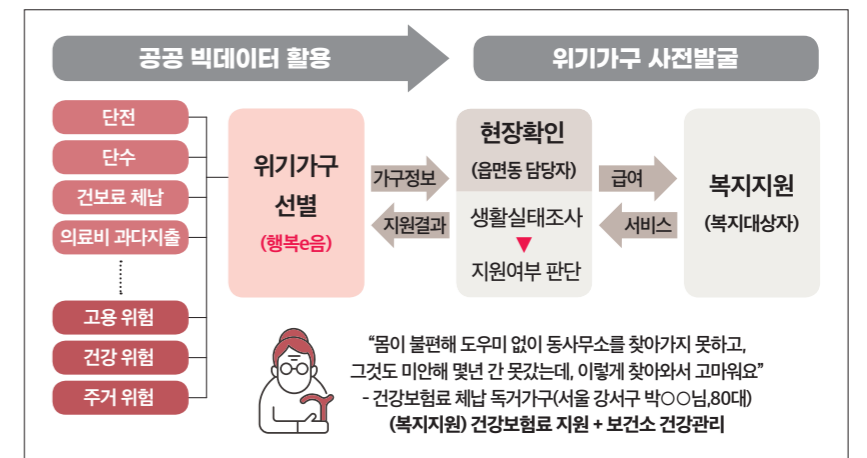 공공 빅데이터 활용
위기가구 사전발굴
단전
단수
건보료 체납
의료비 과다지출
고용 위험
건강 위험
주거 위험
위기가구
선별
(행복e음)
가구정보
지원결과
현장확인
(읍면동 담당자)
생활실태조사
▼
지원여부 판단
급여
서비스
복지지원
(복지대상자)
“몸이 불편해 도우미 없이 동사무소를 찾아가지 못하고,
그것도 미안해 몇년 간 못갔는데, 이렇게 찾아와서 고마워요”
- 건강보험료 체납 독거가구(서울 강서구 박○○님,80대)
(복지지원) 건강보험료 지원 + 보건소 건강관리